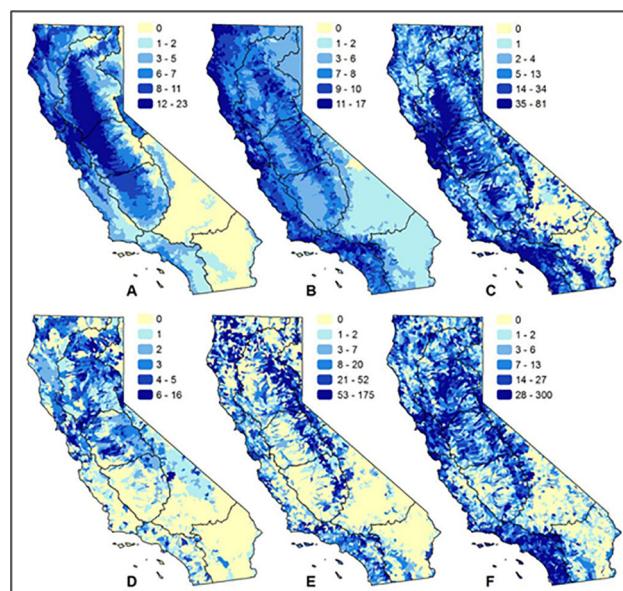 0
1 - 2
3 - 5
6 - 7
8 - 11
12 - 23
A
0
1 - 2
3 - 6
7 - 8
9 - 10
11 - 17
B
0
1
2 - 4
5 - 13
14 - 34
35 - 81
C
0
1
2
3
4 - 5
6 - 16
D
0
1 - 2
3 - 7
8 - 20
21 - 52
53 - 175
E
0
1 - 2
3 - 6
7 - 13
14 - 27
28 - 300
F